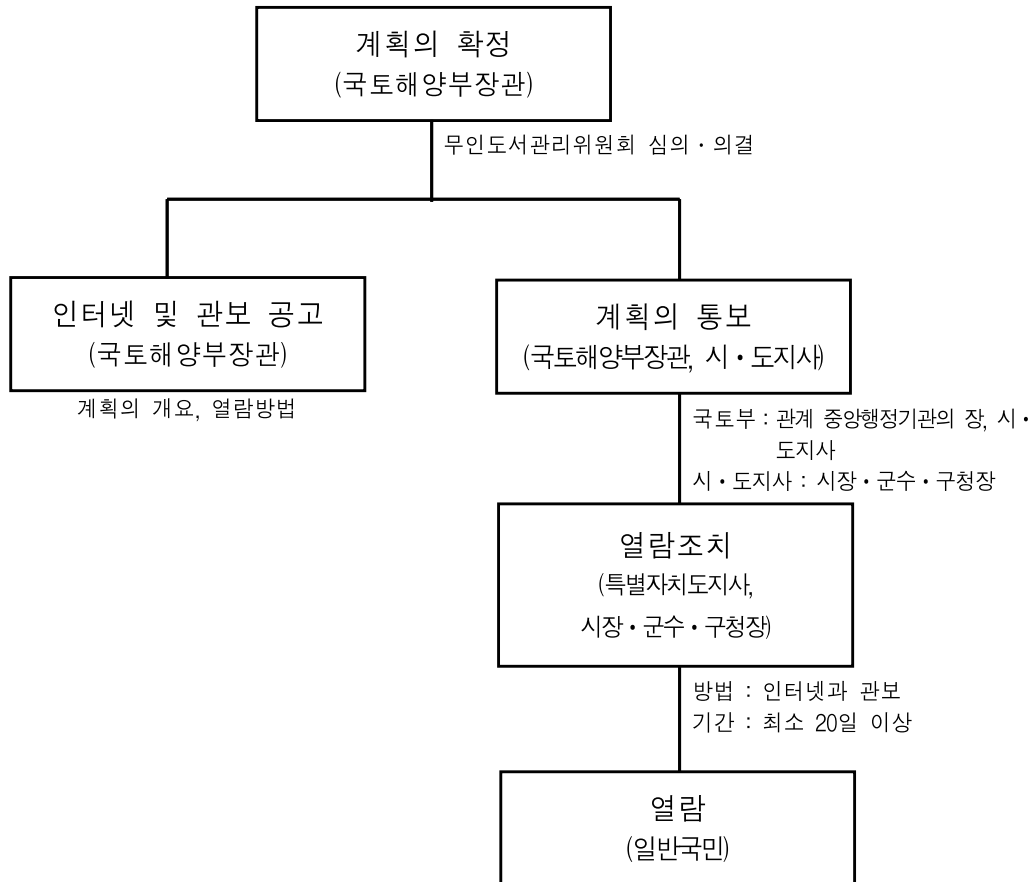 계획의 확정
(국토해양부장관)
무인도서관리위원회 심의・의결
인터넷 및 관보 공고
(국토해양부장관)
계획의 개요, 열람방법
계획의 통보
(국토해양부장관, 시・도지사)
국토부 : 관계 중앙행정기관의 장, 시・
도지사
시・도지사 : 시장・군수・구청장
열람조치
(특별자치도지사,
시장・군수・구청장)
방법 : 인터넷과 관보
기간 : 최소 20일 이상
열람
(일반국민)